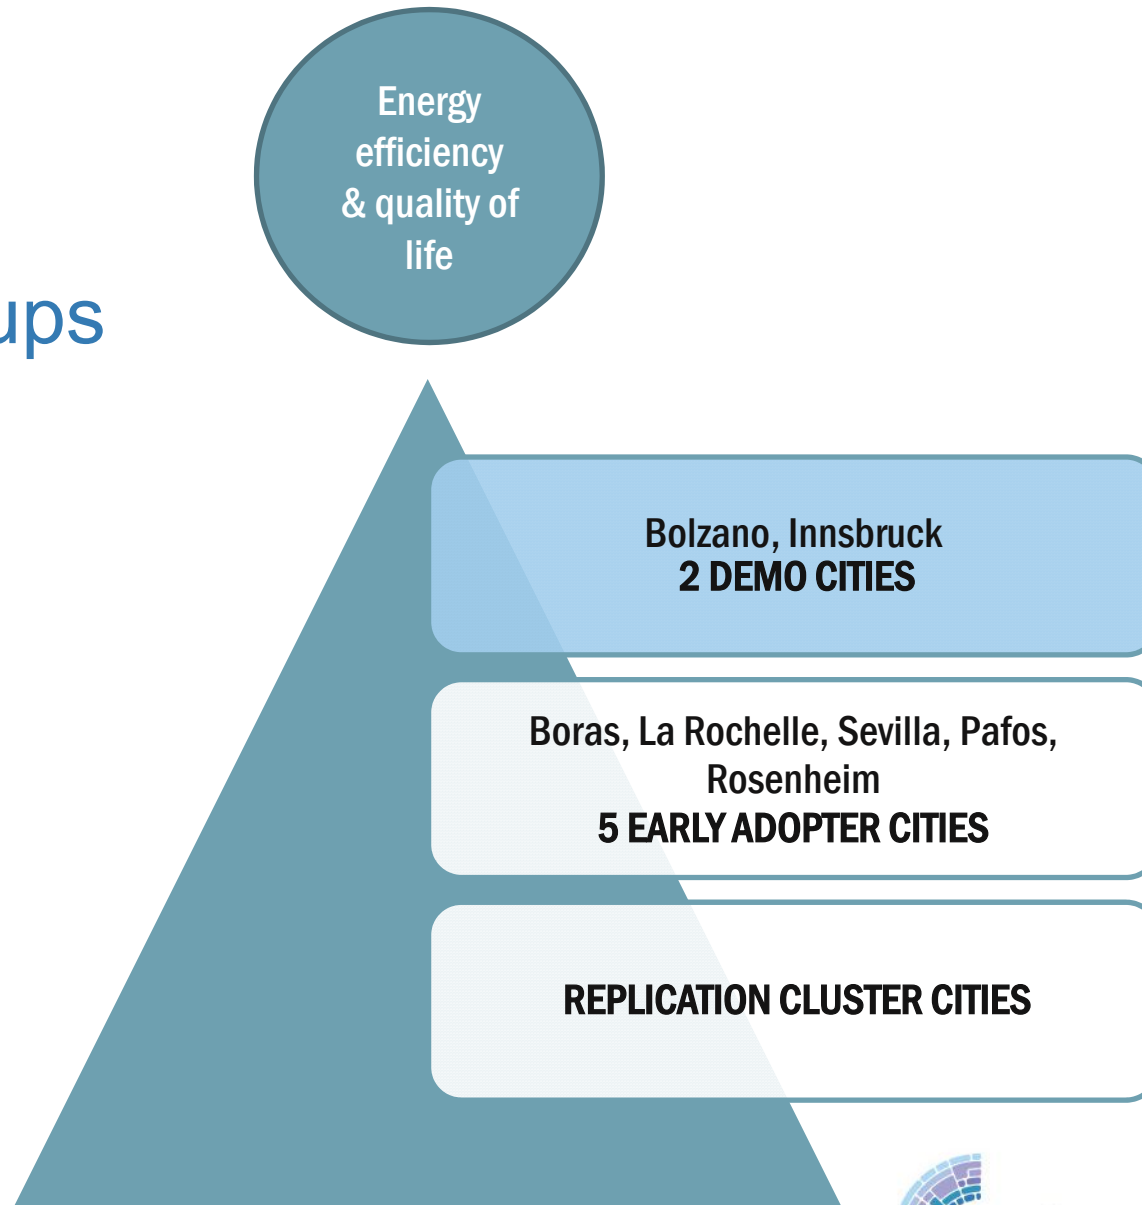 Energy
efficiency
& quality of
life
ups
Bolzano, Innsbruck
2 DEMO CITIES
Boras, La Rochelle, Sevilla, Pafos,
Rosenheim
5 EARLY ADOPTER CITIES
REPLICATION CLUSTER CITIES